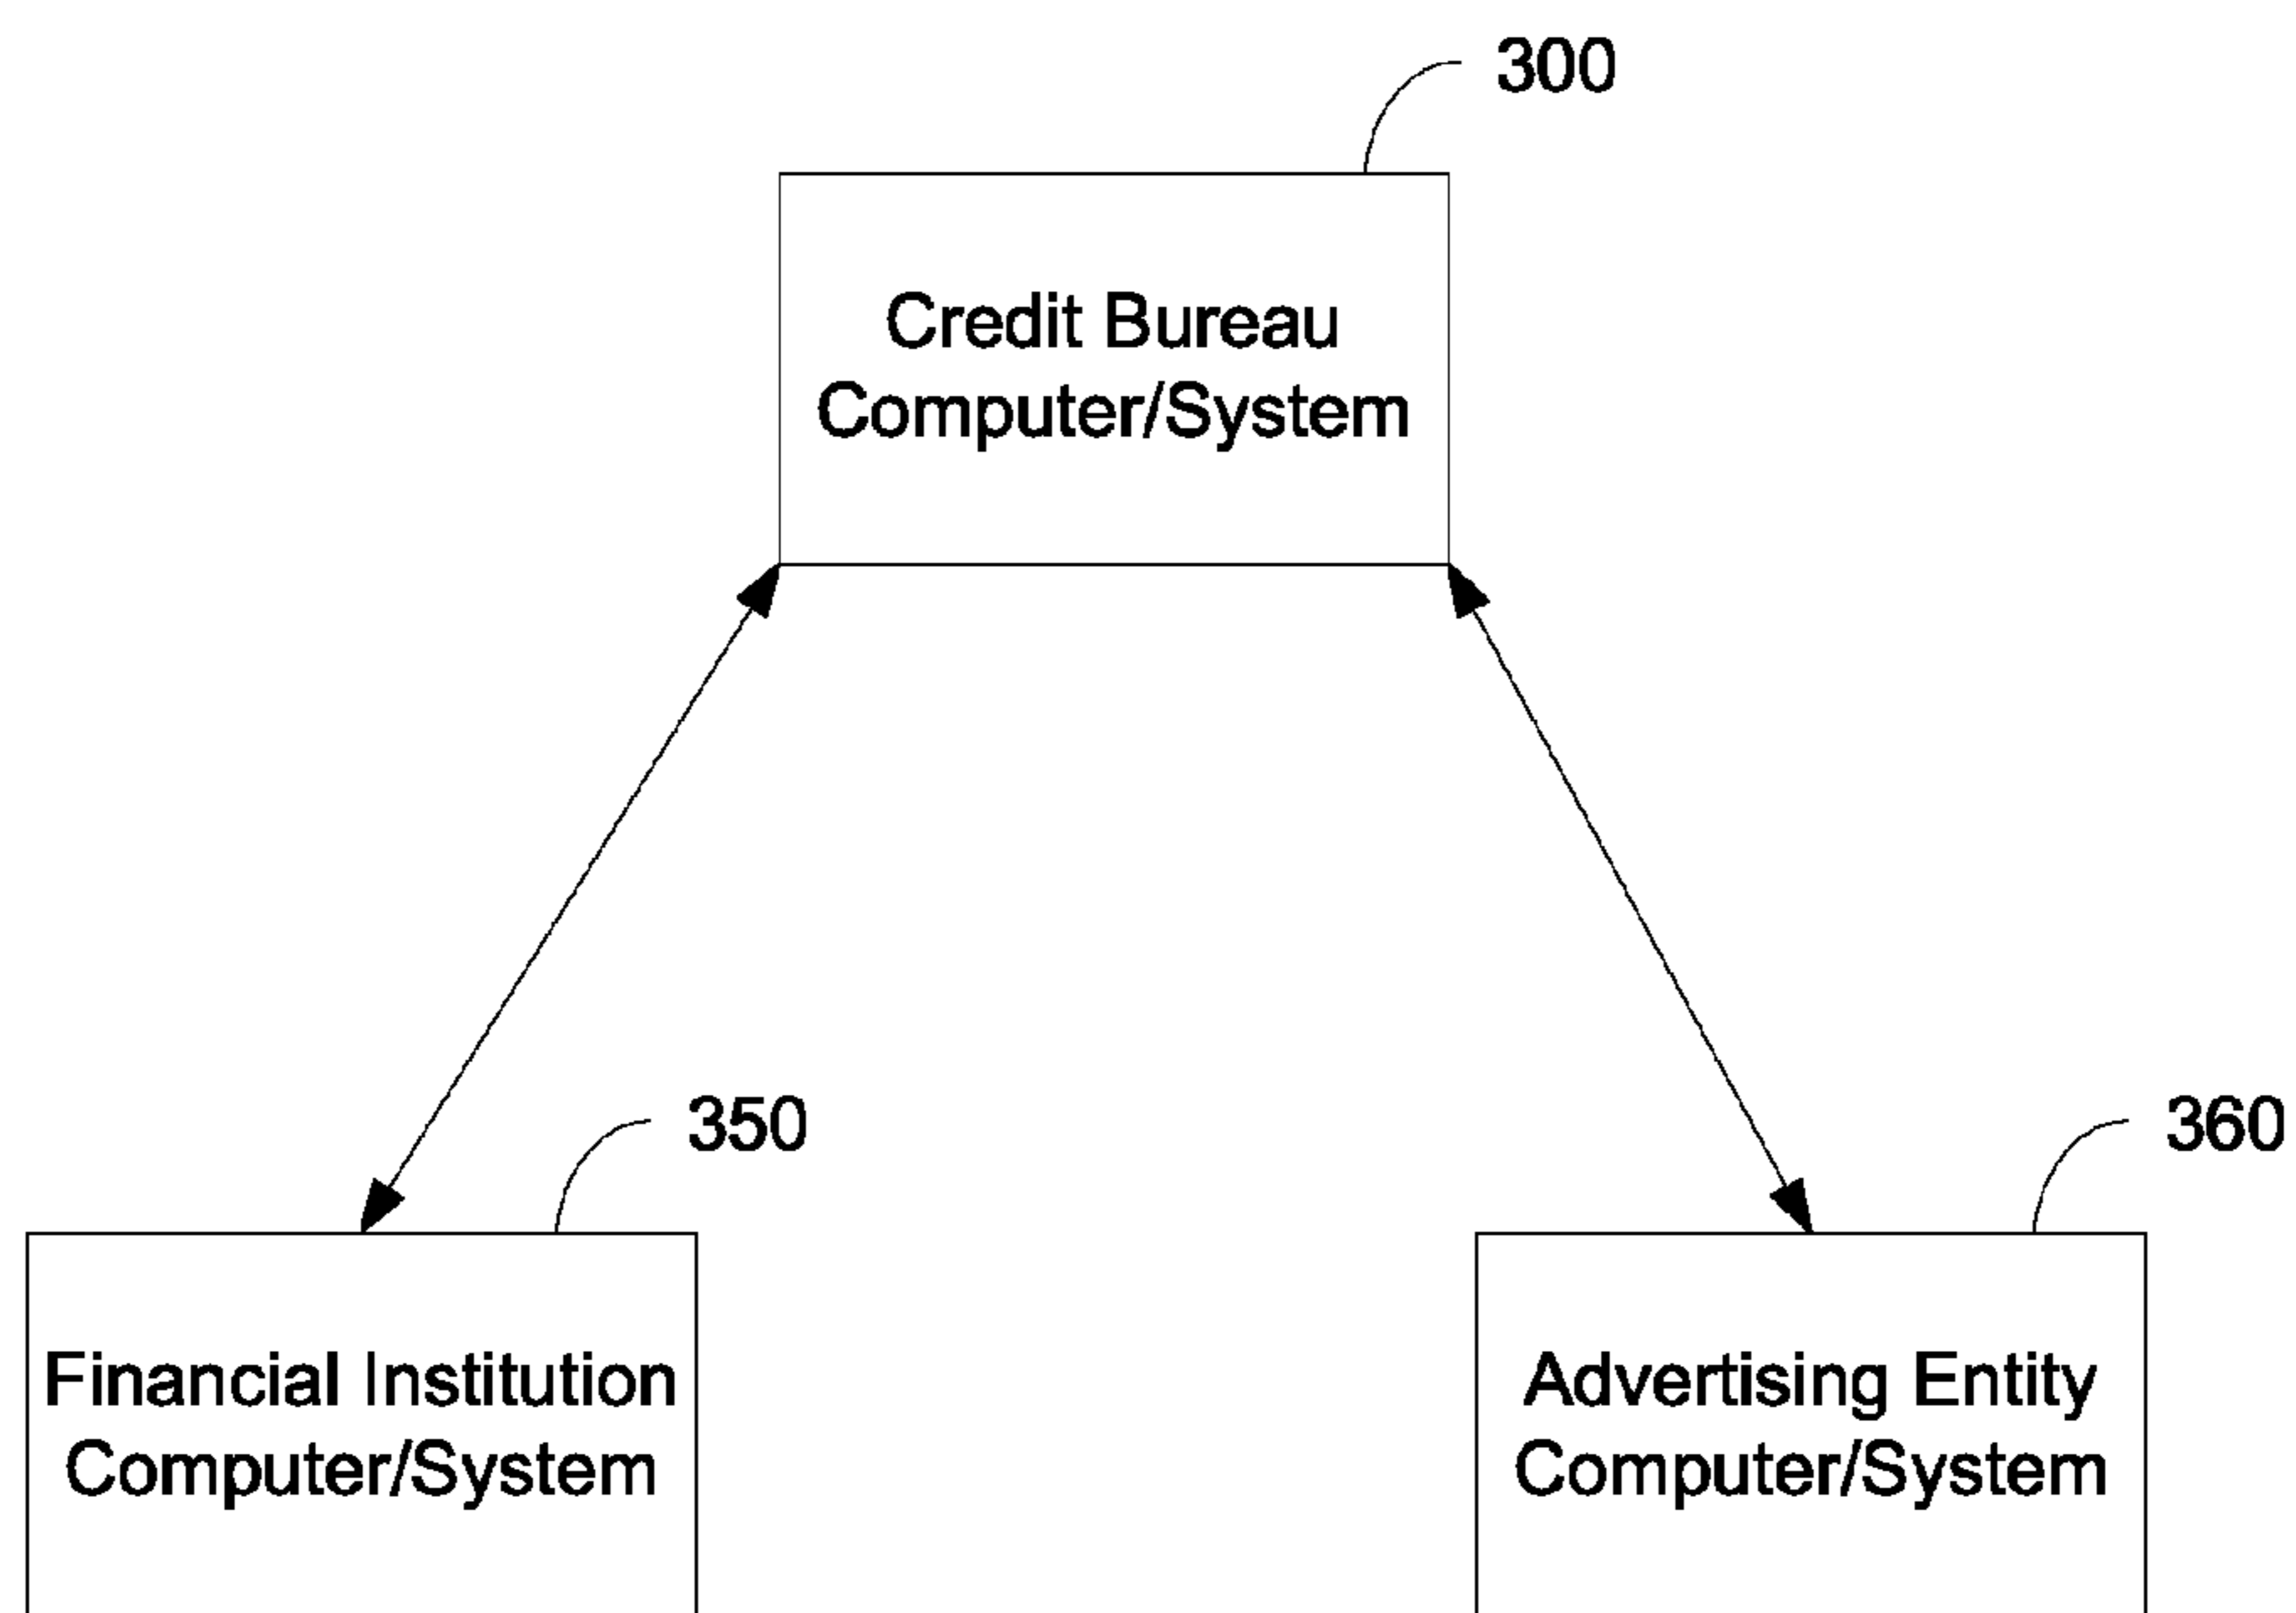 300
Credit Bureau
Computer/System
350
360
Financial Institution
Computer/System
Advertising Entity
Computer/System